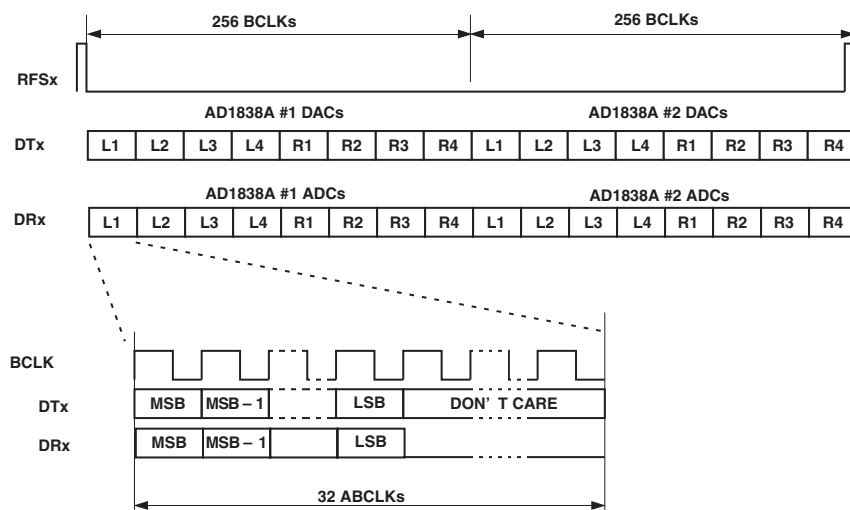 256 BCLKs 256 BCLKs
RFSx
AD1838A #1 DACs AD1838A #2 DACs
DTx L1 L2 L3 L4 R1 R2 R3 R4 L1 L2 L3 L4 R1 R2 R3 R4
AD1838A #1 ADCs AD1838A #2 ADCs
DRx L1 L2 L3 L4 R1 R2 R3 R4 L1 L2 L3 L4 R1 R2 R3 R4
BCLK
DTx MSB MSB – 1 LSB DON' T CARE
DRx MSB MSB – 1 LSB
32 ABCLKs